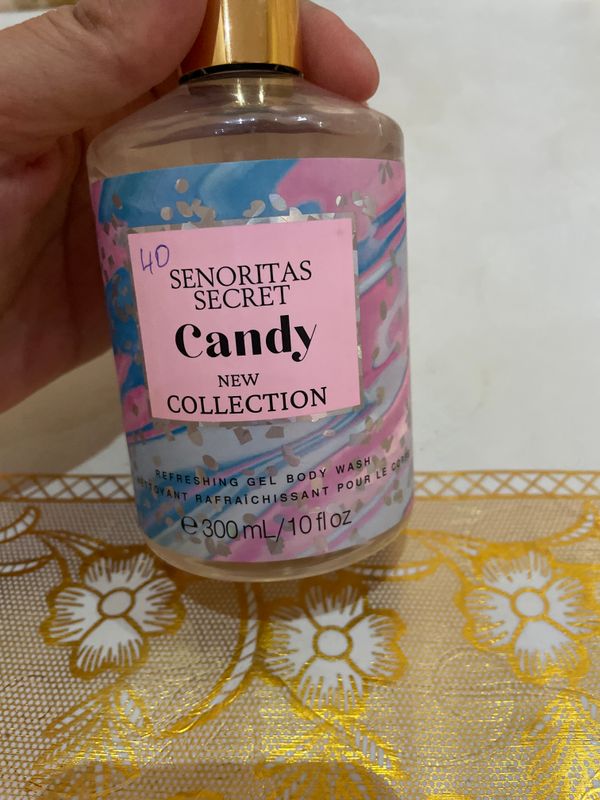 40
SENORITAS
SECRET
Candy
NEW
COLLECTION
REFRESHING GEL BODY WASH
NETTOYANT RAFRAÎCHISSANT POUR LE CORPS
℮ 300 mL/10 fl oz